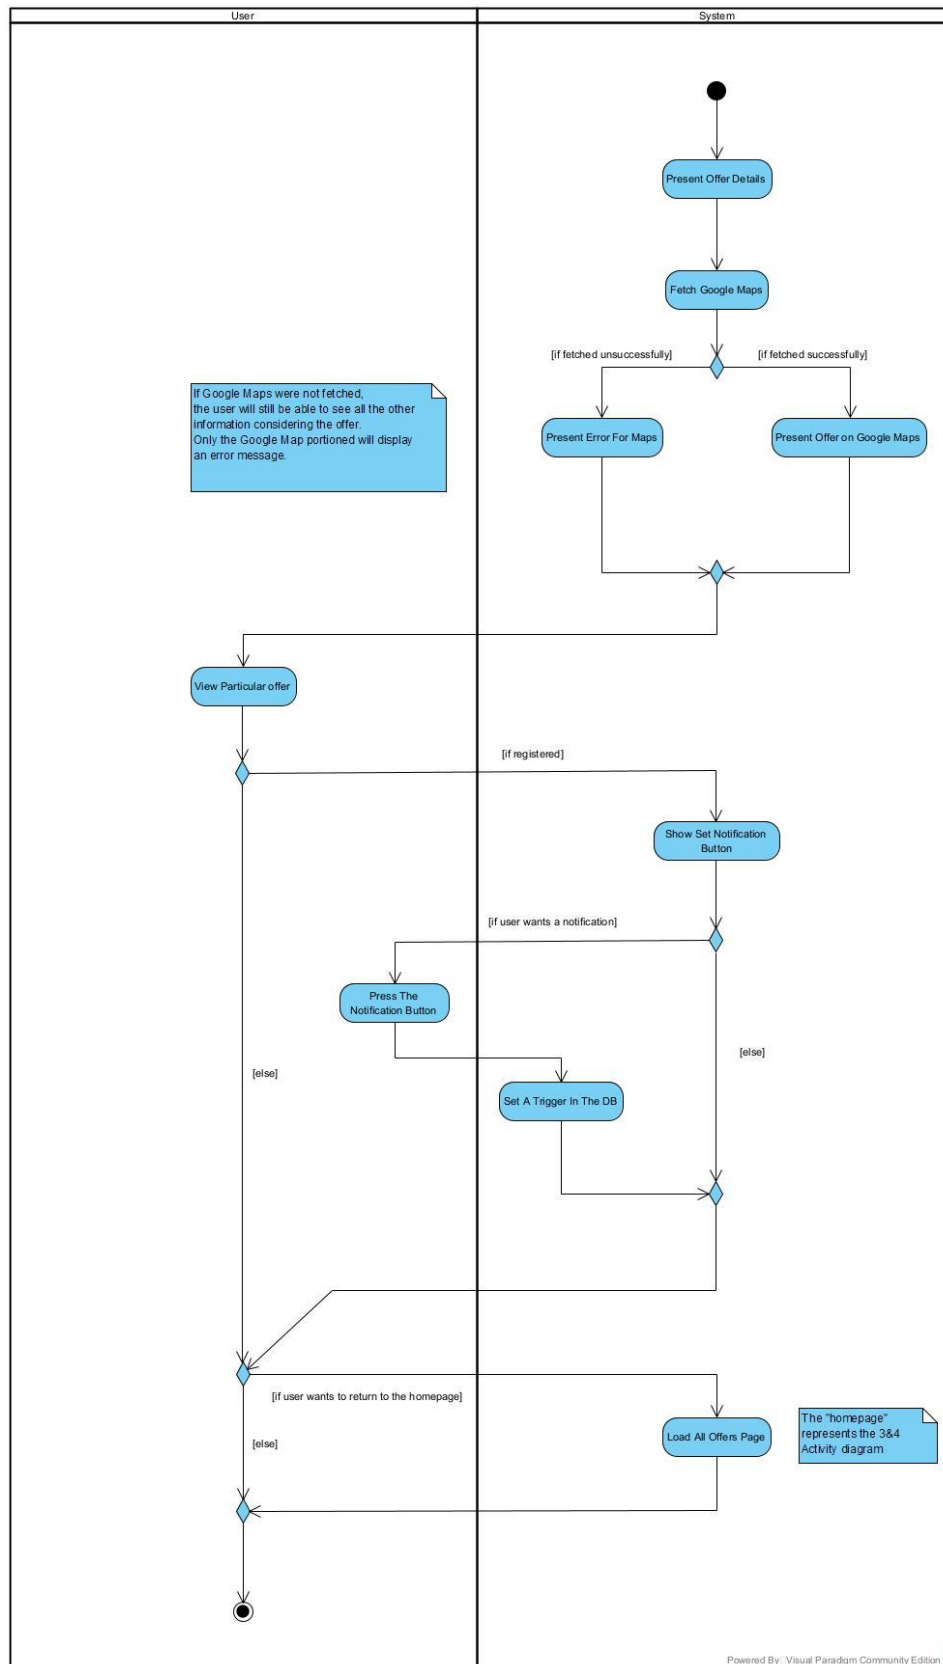 User
System
Present Offer Details
Fetch Google Maps
[if fetched unsuccessfully]
[if fetched successfully]
If Google Maps were not fetched,
the user will still be able to see all the other
information considering the offer.
Only the Google Map portioned will display
an error message.
Present Error For Maps
Present Offer on Google Maps
View Particular offer
[if registered]
Show Set Notification
Button
[if user wants a notification]
Press The
Notification Button
[else]
[else]
Set A Trigger In The DB
[if user wants to return to the homepage]
The "homepage"
represents the 3&4
Activity diagram
Load All Offers Page
[else]
Powered By Visual Paradigm Community Edition